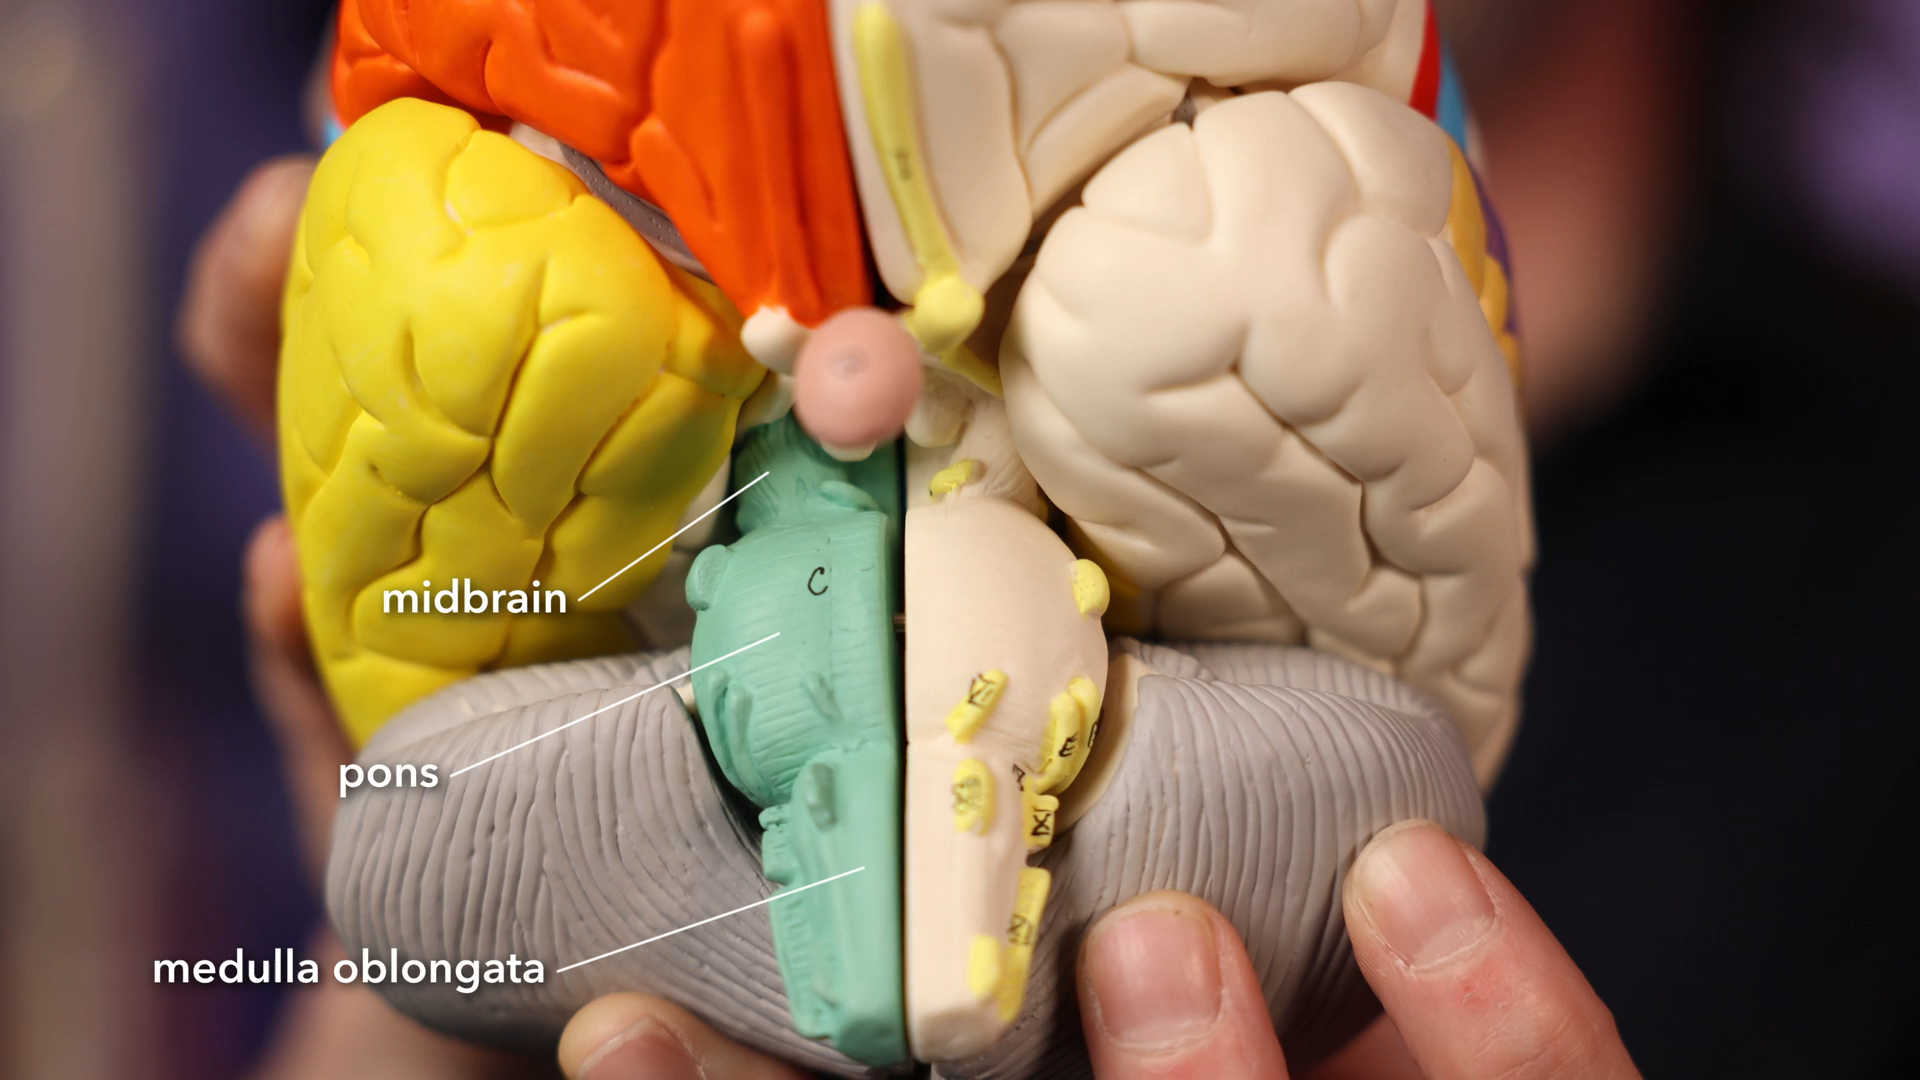 midbrain
C
pons
medulla oblongata